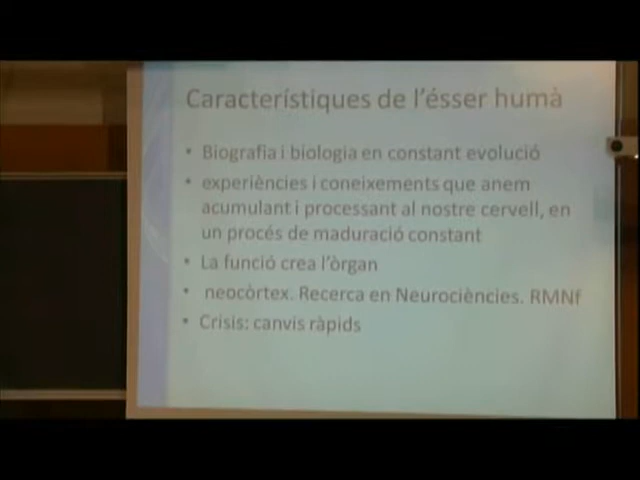 Característiques de l'ésser humà
• Biografia i biologia en constant evolució
• experiències i coneixements que anem
acumulant i processant al nostre cervell, en
un procés de maduració constant
• La funció crea l'òrgan
• neocòrtex. Recerca en Neurociències. RMNf
• Crisis: canvis ràpids